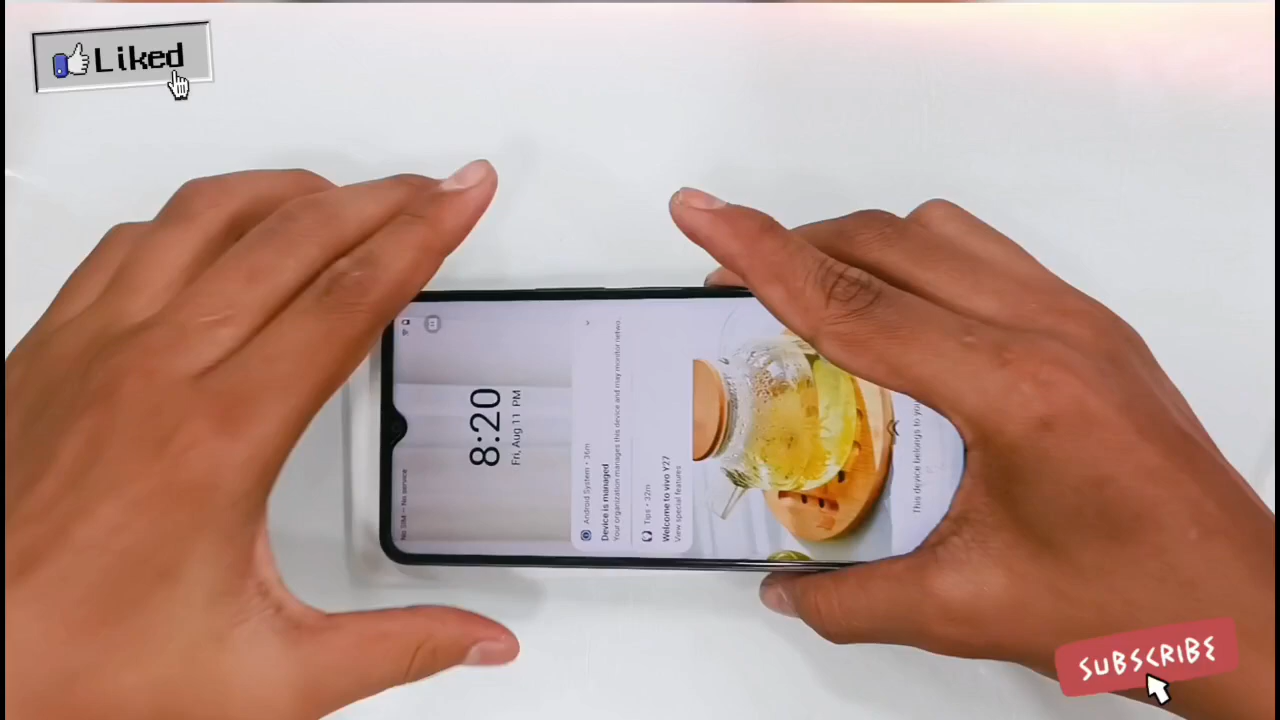 Liked
No SIM — No service
8:20
Fri, Aug 11 PM
Android System • 36m
Device is managed
Your organization manages this device and may monitor netwo..
Tips • 32m
Welcome to vivo Y27
View special features
This device belongs to you
SUBSCRIBE